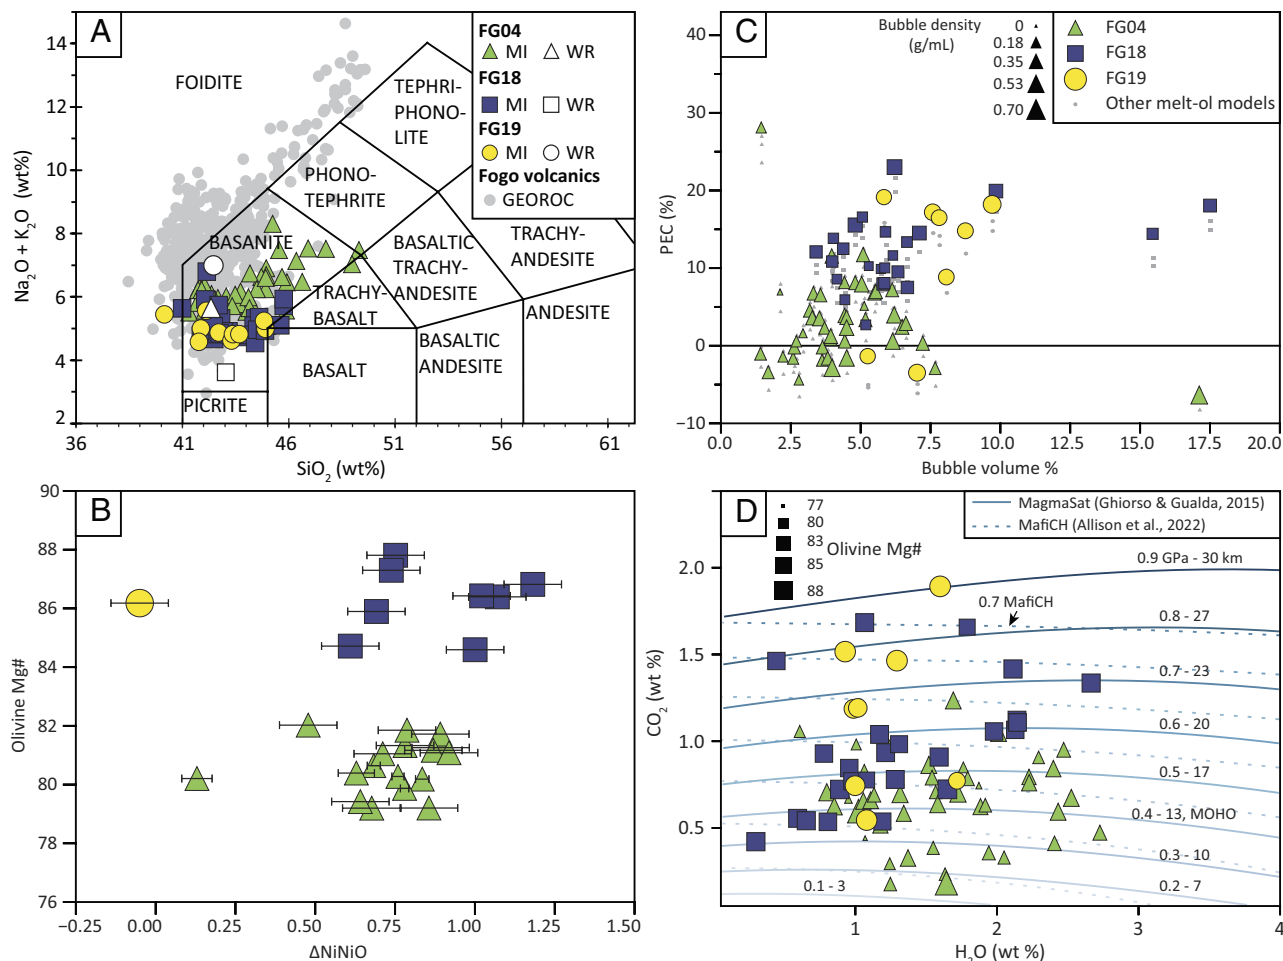 A
FG04
MI WR
FG18
MI WR
FG19
MI WR
Fogo volcanics
GEOROC
FOIDITE
TEPHRI-
PHONO-
LITE
PHONO-
TEPHRITE
BASANITE
BASALTIC
TRACHY-
ANDESITE
TRACHY-
ANDESITE
TRACHY-
BASALT
ANDESITE
BASALTIC
ANDESITE
BASALT
PICRITE
14
12
10
8
6
4
2
36 41 46 51 56 61
Na₂O + K₂O (wt%)
SiO₂ (wt%)
C
Bubble density
(g/mL)
0
0.18
0.35
0.53
0.70
FG04
FG18
FG19
Other melt-ol models
40
30
20
10
0
−10
0.0 2.5 5.0 7.5 10.0 12.5 15.0 17.5 20.0
PEC (%)
Bubble volume %
B
90
88
86
84
82
80
78
76
−0.25 0.00 0.25 0.50 0.75 1.00 1.25 1.50
Olivine Mg#
ΔNiNiO
D
77
80
83
85
88
Olivine Mg#
MagmaSat (Ghiorso & Gualda, 2015)
MafiCH (Allison et al., 2022)
0.9 GPa - 30 km
0.7 MafiCH
0.8 - 27
0.7 - 23
0.6 - 20
0.5 - 17
0.4 - 13, MOHO
0.3 - 10
0.1 - 3
0.2 - 7
2.0
1.5
1.0
0.5
1 2 3 4
CO₂ (wt %)
H₂O (wt %)